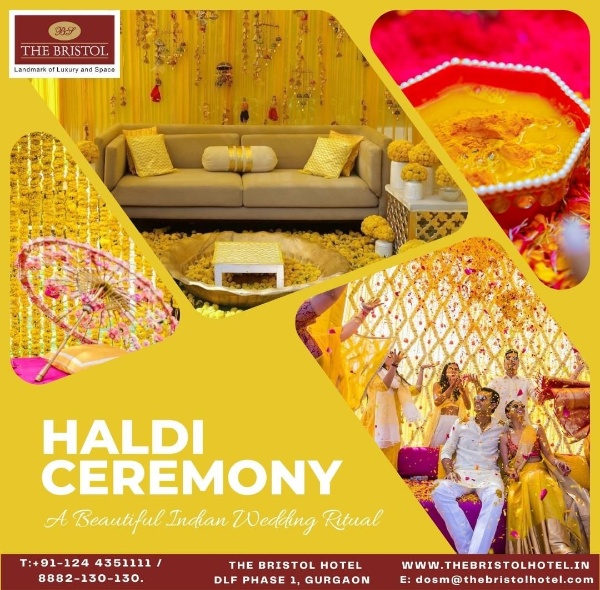 BS
THE BRISTOL
Landmark of Luxury and Space
HALDI
CEREMONY
A Beautiful Indian Wedding Ritual
T:+91-124 4351111 /
8882-130-130.
THE BRISTOL HOTEL
DLF PHASE 1, GURGAON
WWW.THEBRISTOLHOTEL.IN
E: dosm@thebristolhotel.com